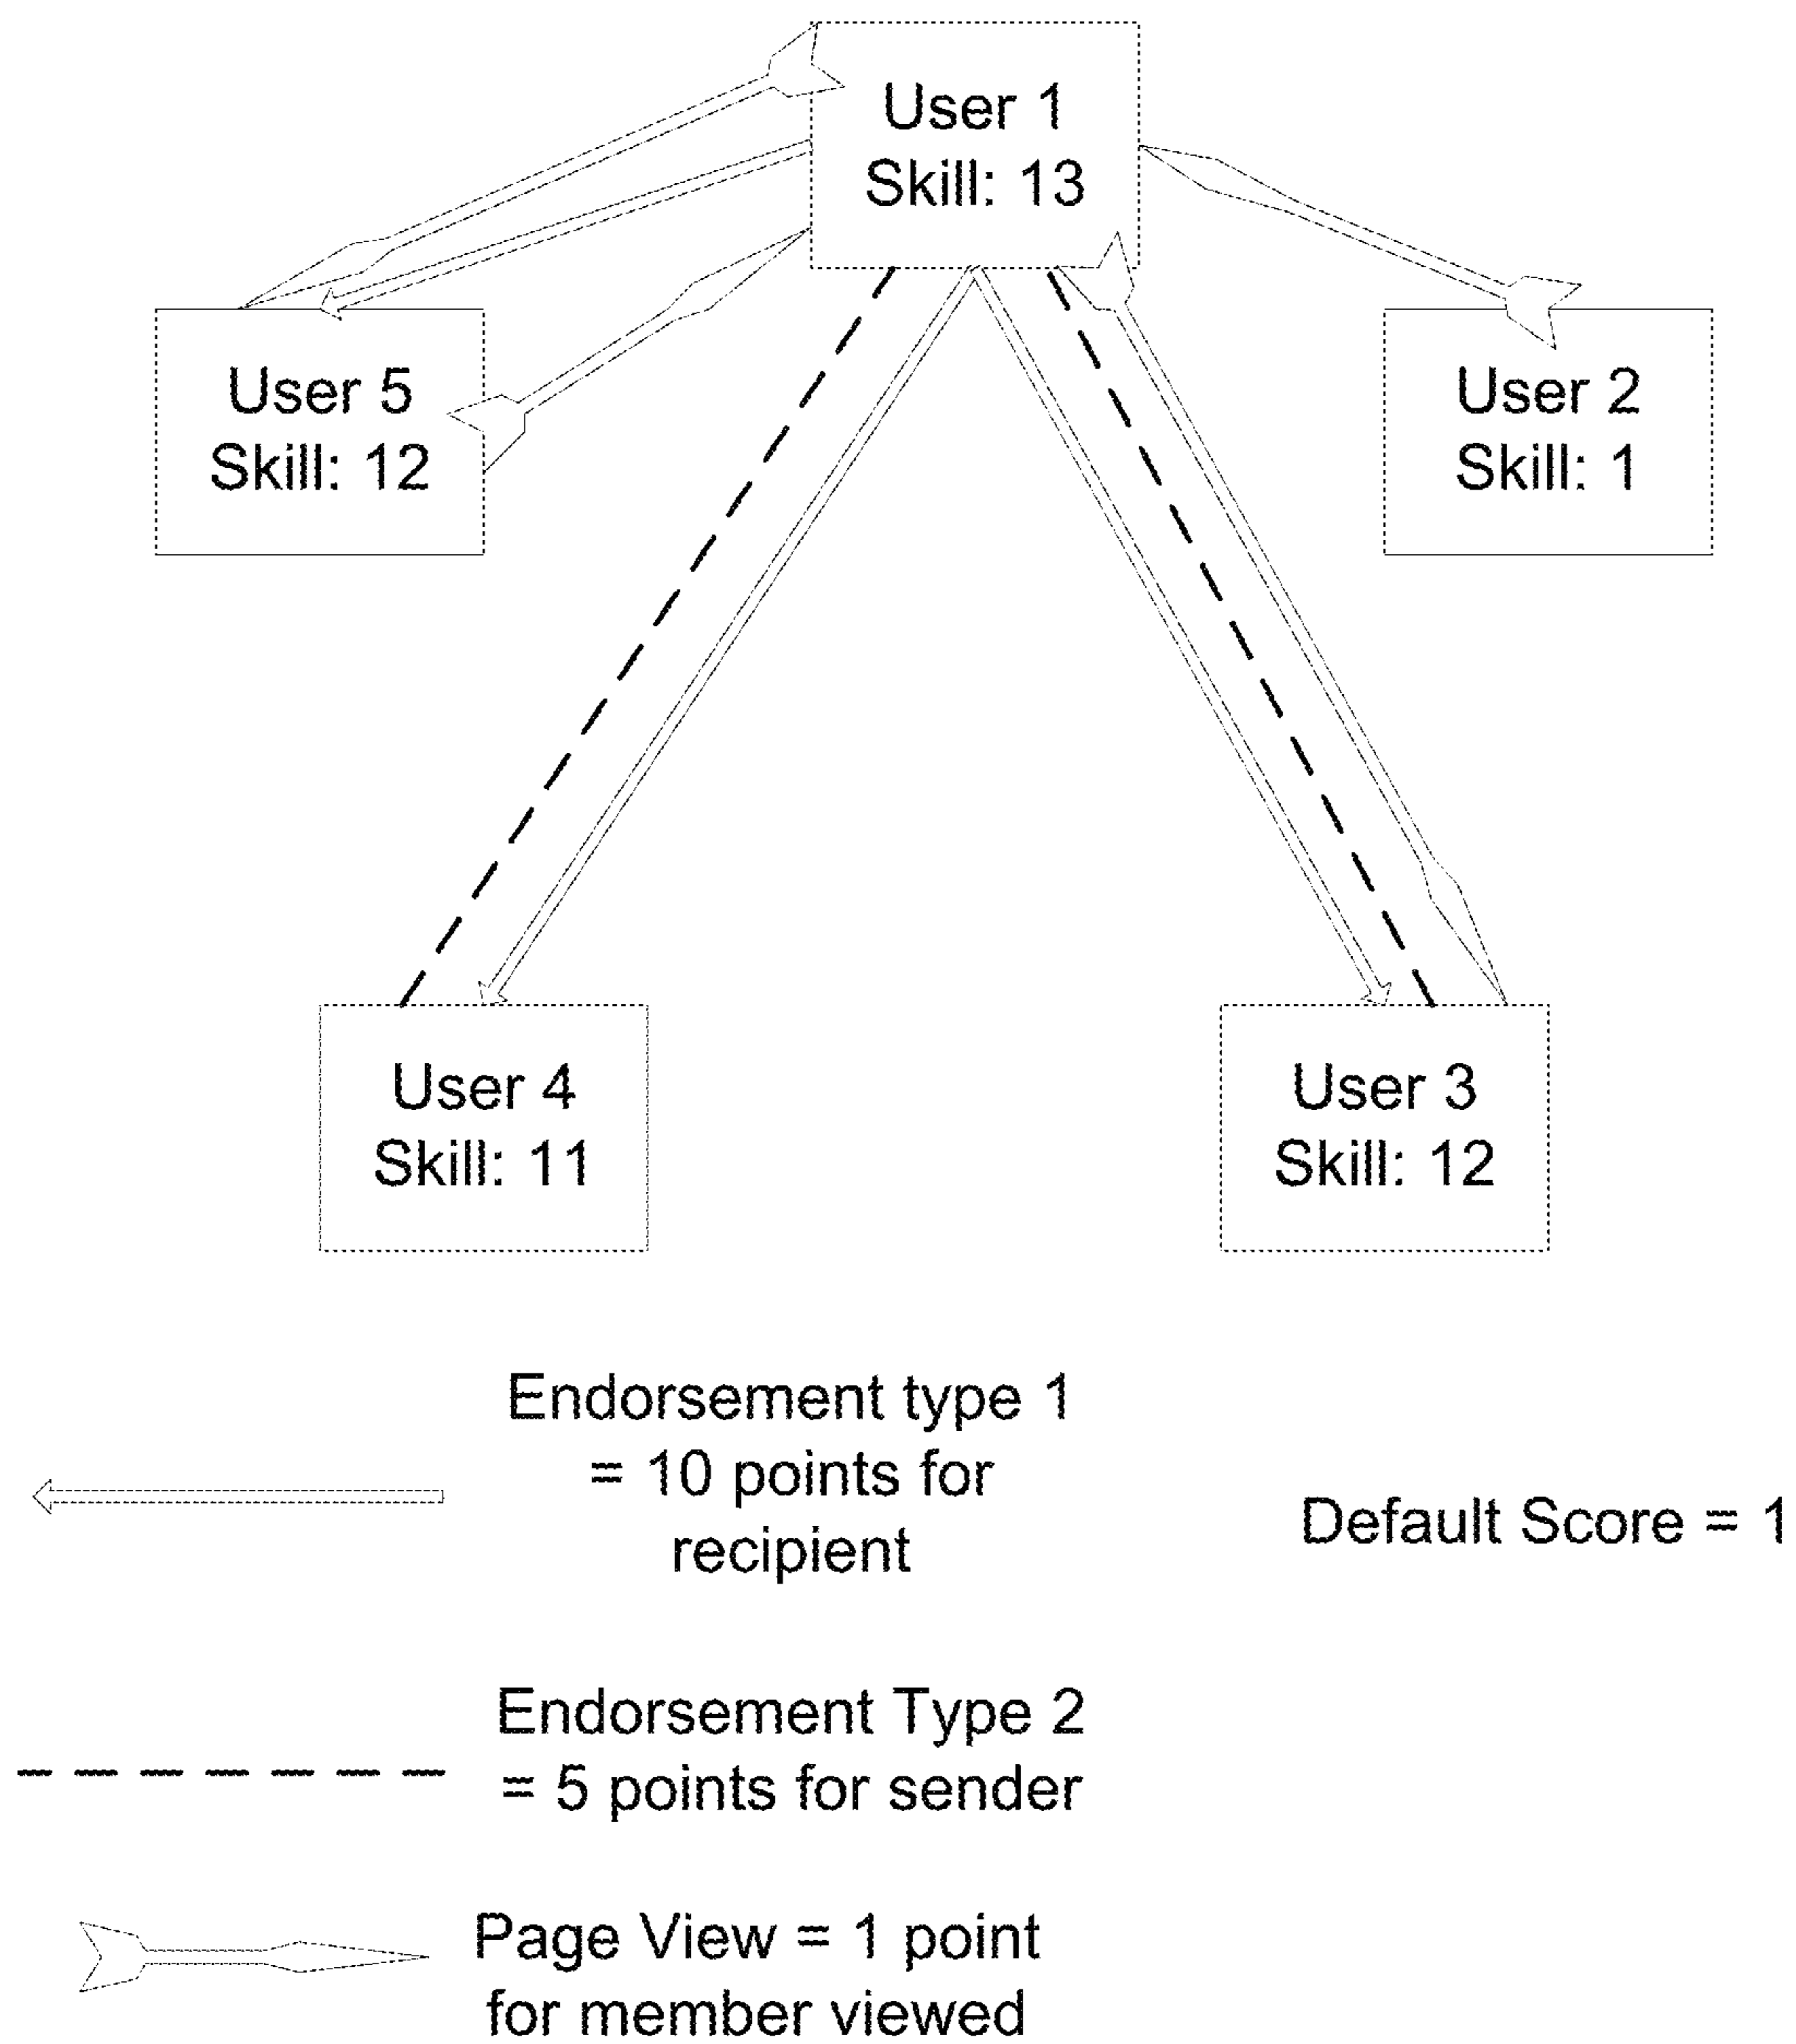 User 1
Skill: 13
User 5
Skill: 12
User 2
Skill: 1
User 4
Skill: 11
User 3
Skill: 12
Endorsement type 1
= 10 points for
recipient
Default Score = 1
Endorsement Type 2
= 5 points for sender
Page View = 1 point
for member viewed